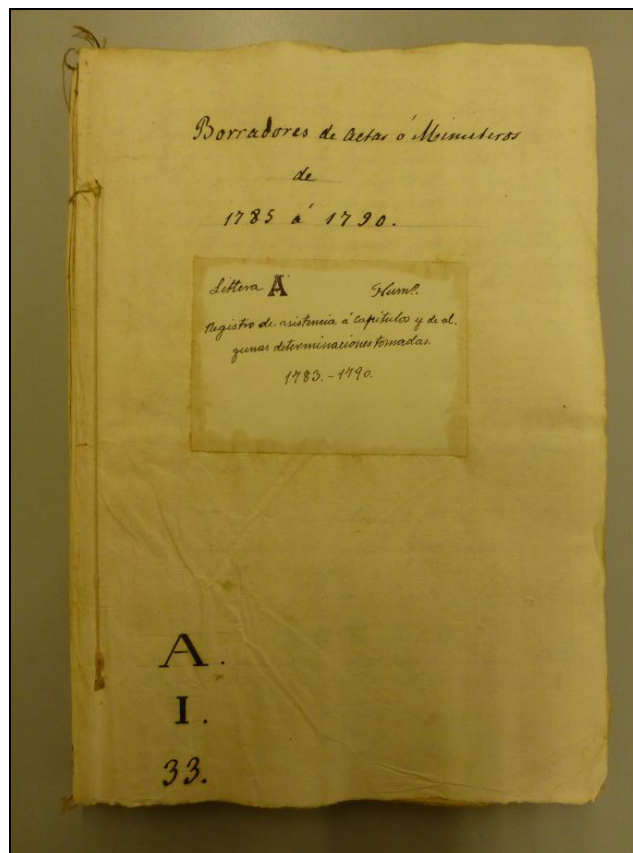 Borradores de Actas ó Minuteros
de
1785 á 1790.
Littera A Numº.
Registro de asistencia á Capitulos y de al-
gunas determinaciones tomadas.
1783.-1790.
A.
I.
33.